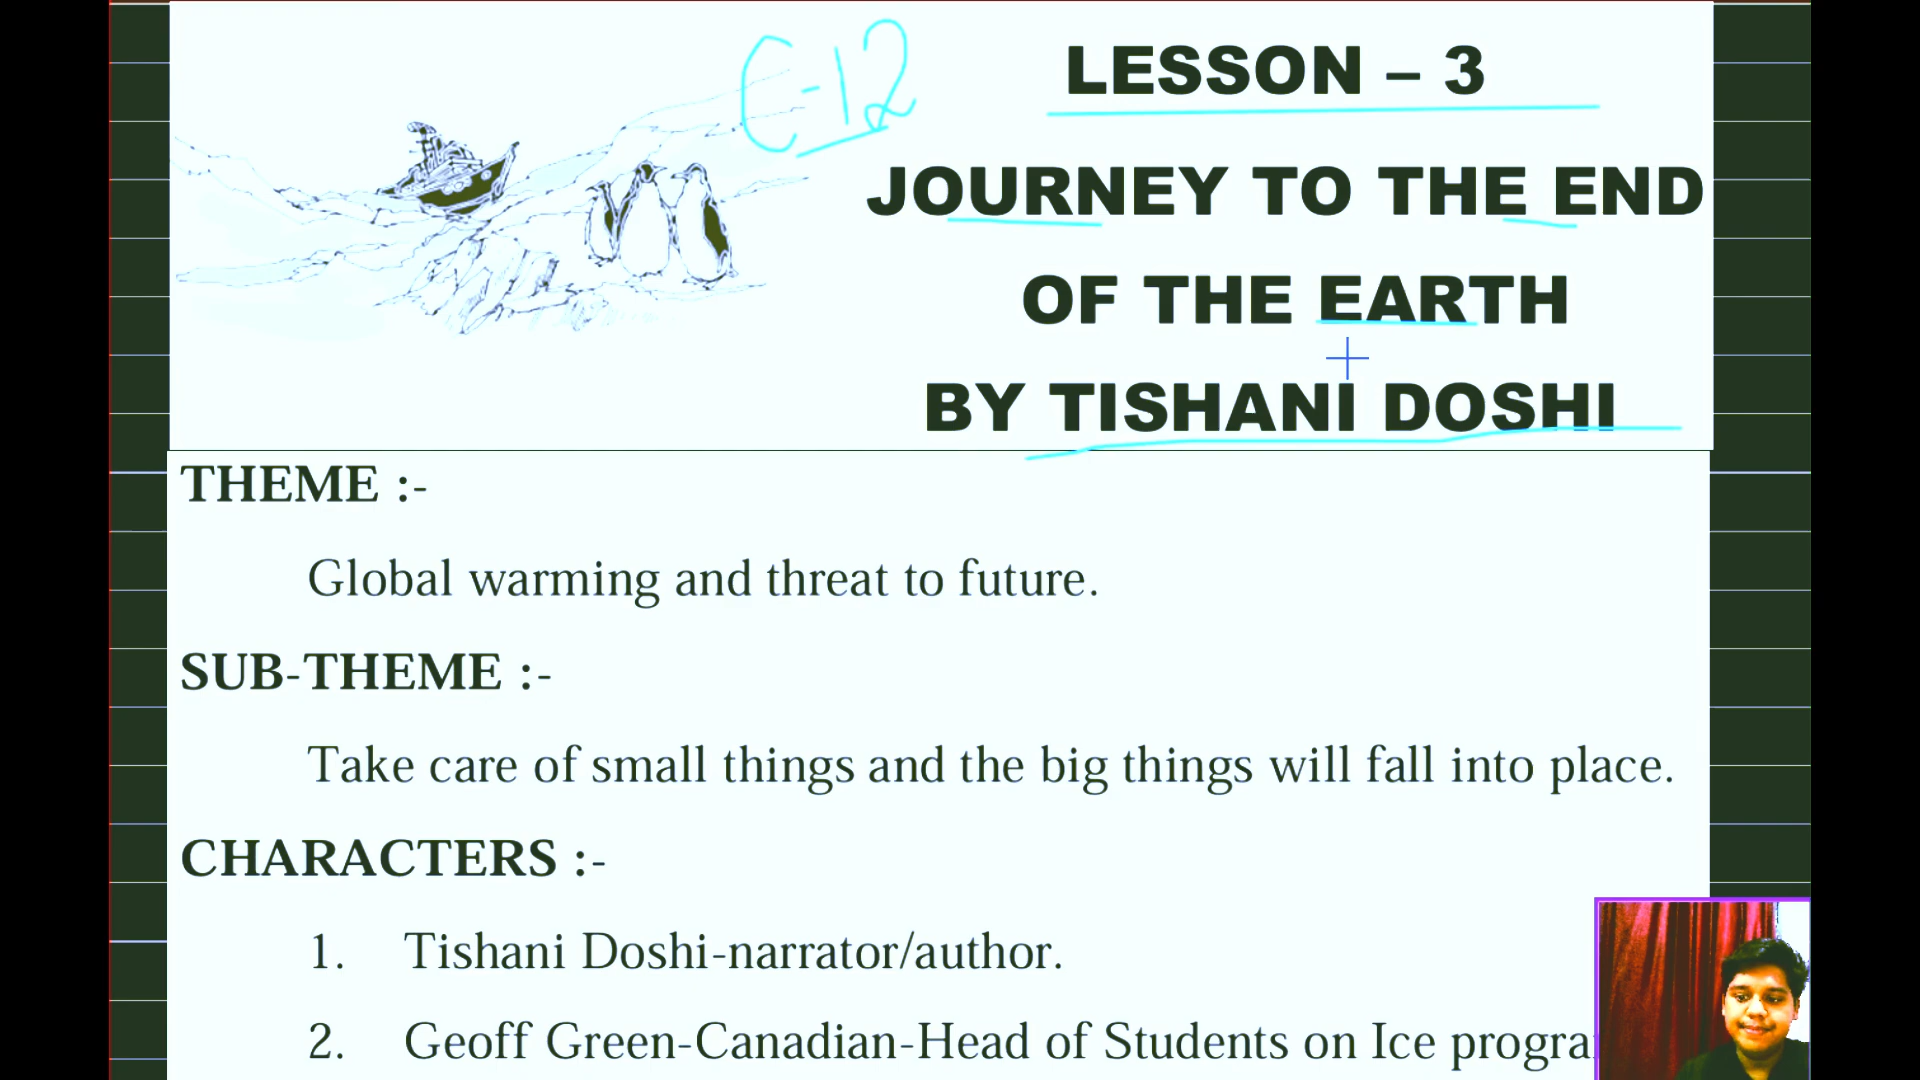 C-12
LESSON – 3
JOURNEY TO THE END
OF THE EARTH
BY TISHANI DOSHI
THEME :-
Global warming and threat to future.
SUB-THEME :-
Take care of small things and the big things will fall into place.
CHARACTERS :-
1. Tishani Doshi-narrator/author.
2. Geoff Green-Canadian-Head of Students on Ice